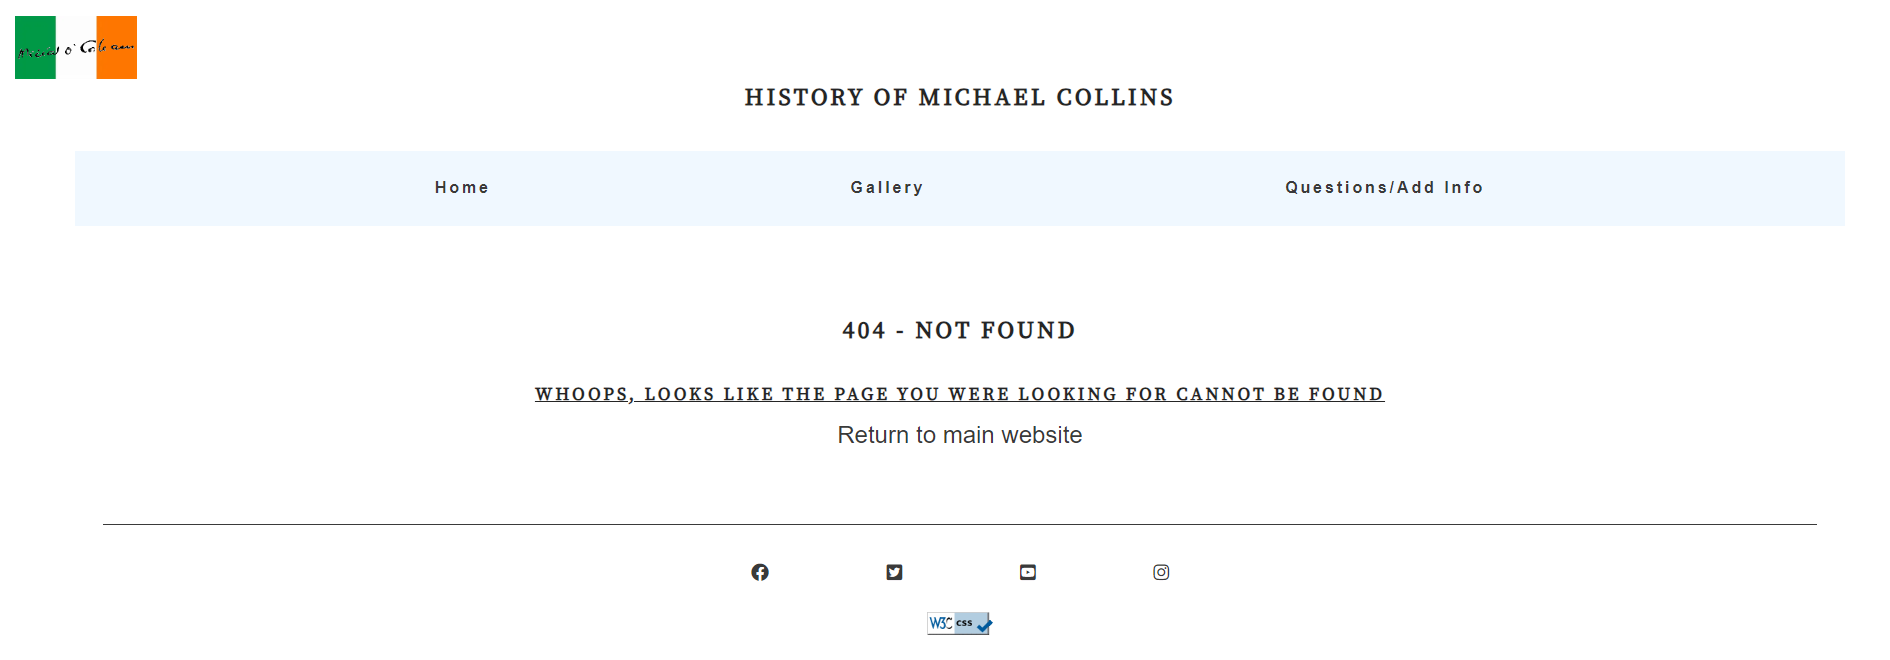 HISTORY OF MICHAEL COLLINS
Home Gallery Questions/Add Info
404 - NOT FOUND
WHOOPS, LOOKS LIKE THE PAGE YOU WERE LOOKING FOR CANNOT BE FOUND
Return to main website
W3C css